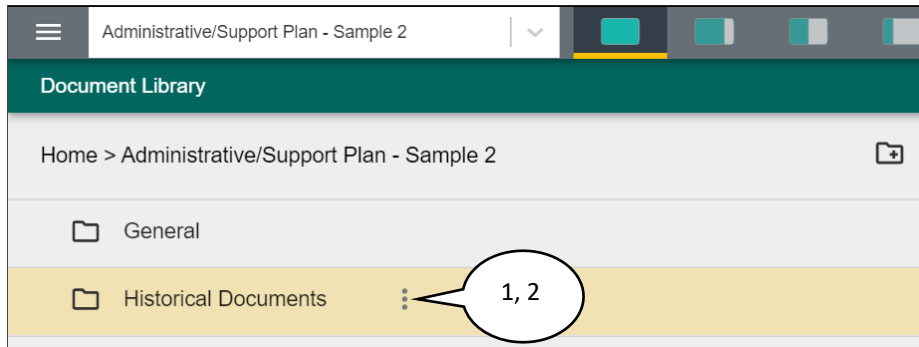 Administrative/Support Plan - Sample 2
Document Library
Home > Administrative/Support Plan - Sample 2
General
Historical Documents
1, 2